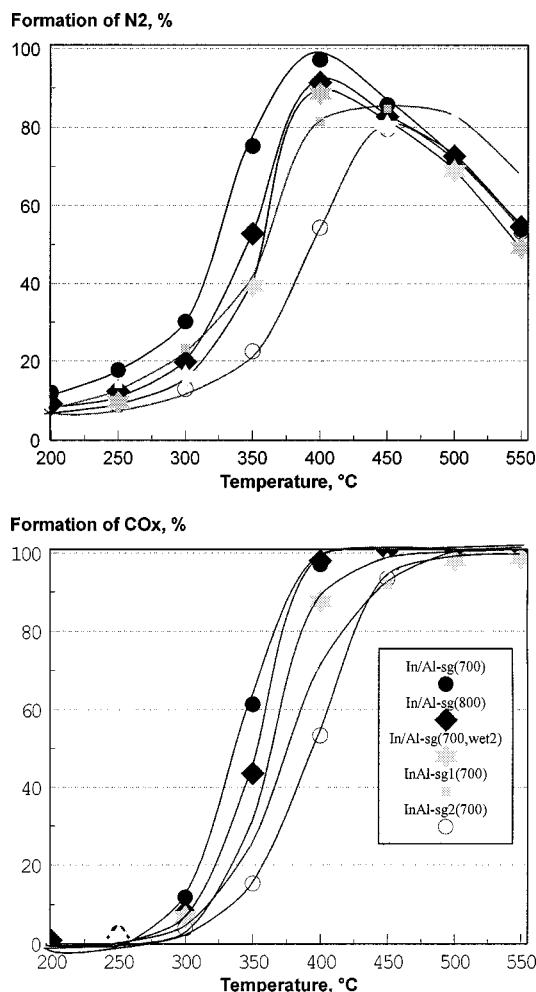 Formation of N2, %
100
80
60
40
20
0
200 250 300 350 400 450 500 550
Temperature, °C
Formation of COx, %
100
80
60
40
20
0
In/Al-sg(700)
In/Al-sg(800)
In/Al-sg(700,wet2)
InAl-sg1(700)
InAl-sg2(700)
200 250 300 350 400 450 500 550
Temperature, °C